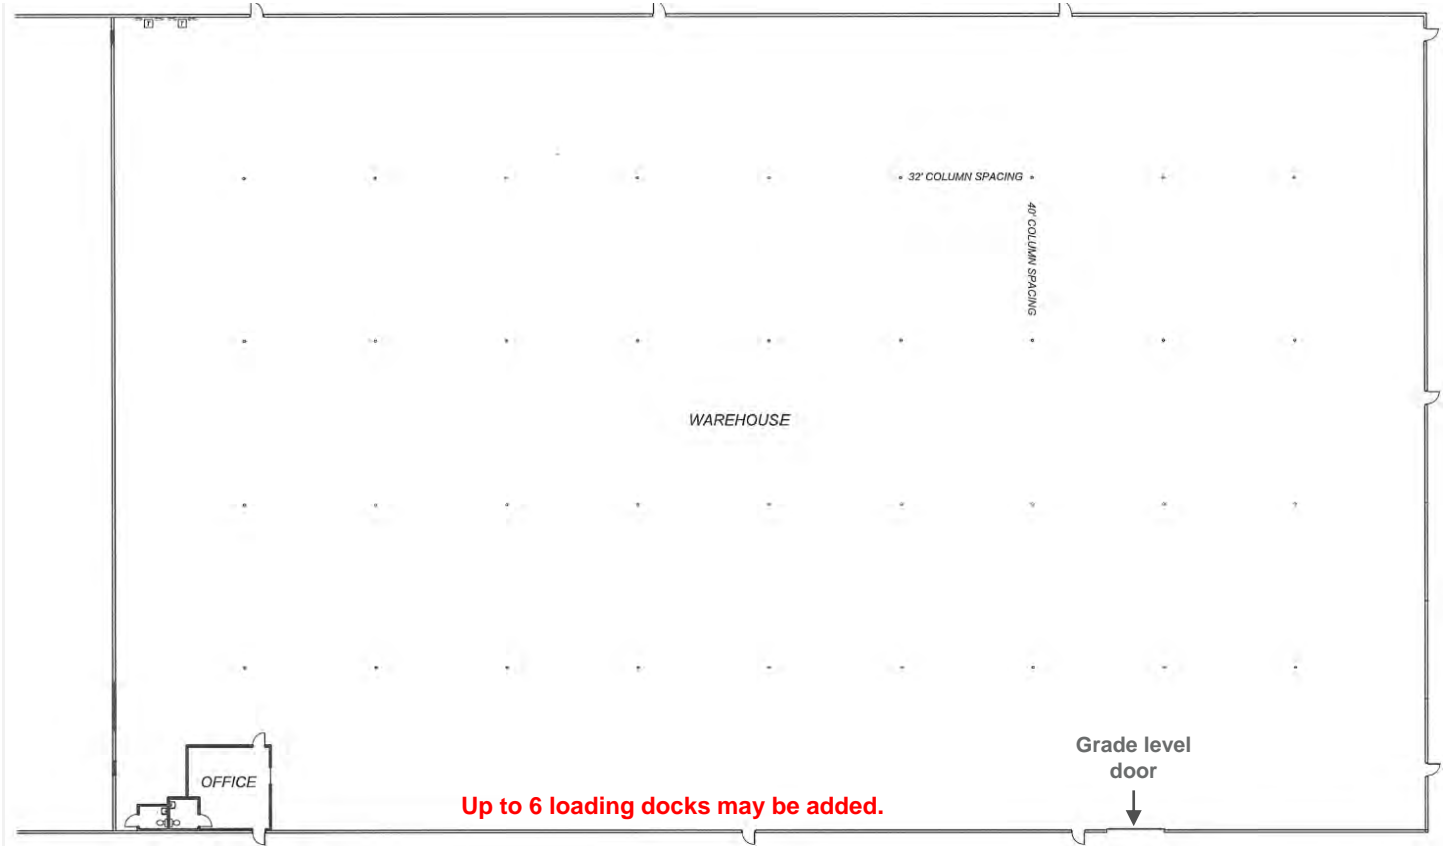 32' COLUMN SPACING
40' COLUMN SPACING
WAREHOUSE
Grade level
door
OFFICE
Up to 6 loading docks may be added.